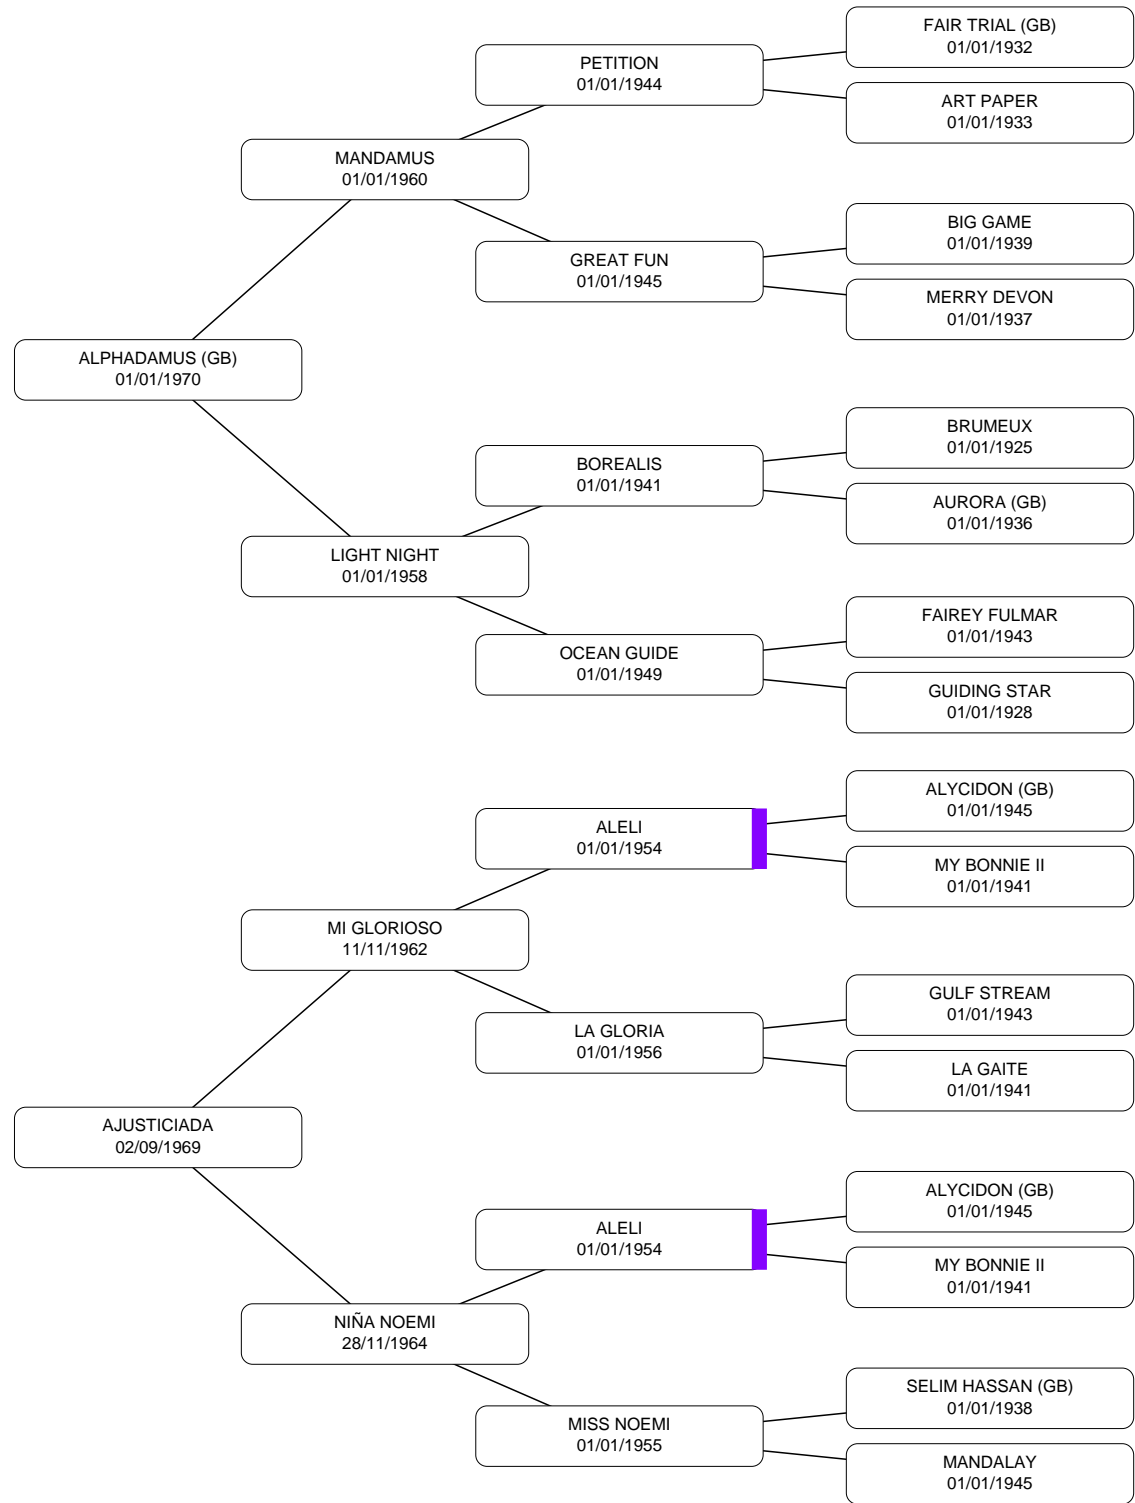 FAIR TRIAL (GB)
01/01/1932
PETITION
01/01/1944
ART PAPER
01/01/1933
MANDAMUS
01/01/1960
BIG GAME
01/01/1939
GREAT FUN
01/01/1945
MERRY DEVON
01/01/1937
ALPHADAMUS (GB)
01/01/1970
BRUMEUX
01/01/1925
BOREALIS
01/01/1941
AURORA (GB)
01/01/1936
LIGHT NIGHT
01/01/1958
FAIREY FULMAR
01/01/1943
OCEAN GUIDE
01/01/1949
GUIDING STAR
01/01/1928
ALYCIDON (GB)
01/01/1945
ALELI
01/01/1954
MY BONNIE II
01/01/1941
MI GLORIOSO
11/11/1962
GULF STREAM
01/01/1943
LA GLORIA
01/01/1956
LA GAITE
01/01/1941
AJUSTICIADA
02/09/1969
ALYCIDON (GB)
01/01/1945
ALELI
01/01/1954
MY BONNIE II
01/01/1941
NIÑA NOEMI
28/11/1964
SELIM HASSAN (GB)
01/01/1938
MISS NOEMI
01/01/1955
MANDALAY
01/01/1945